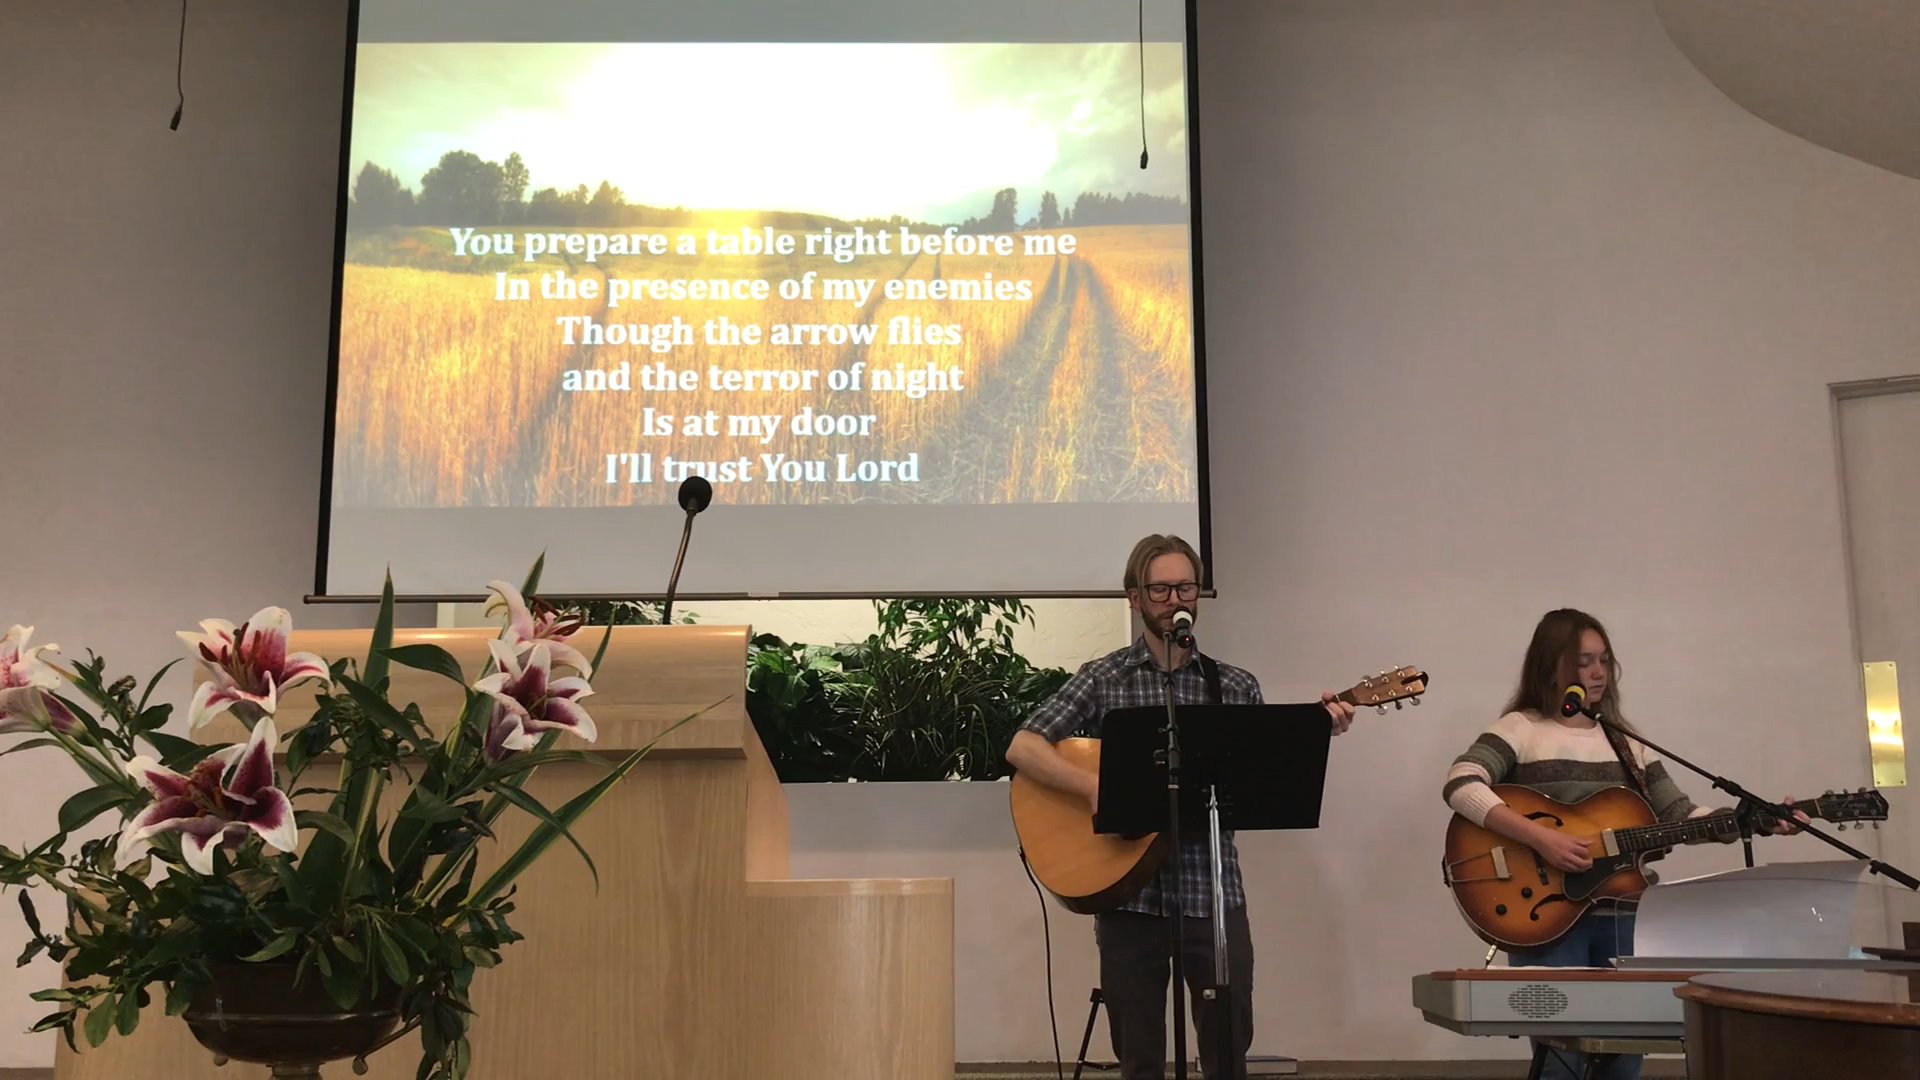 You prepare a table right before me
In the presence of my enemies
Though the arrow flies
and the terror of night
Is at my door
I'll trust You Lord